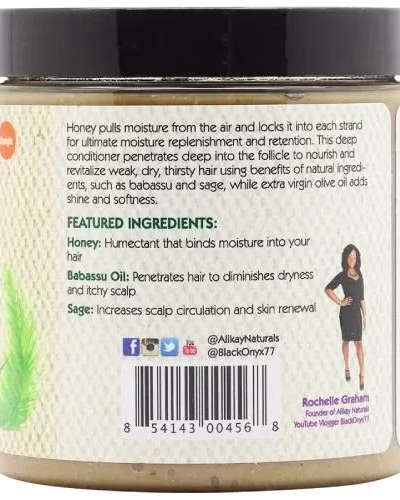 Honey pulls moisture from the air and locks it into each strand
for ultimate moisture replenishment and retention. This deep
conditioner penetrates deep into the follicle to nourish and
revitalize weak, dry, thirsty hair using benefits of natural ingredi-
ents, such as babassu and sage, while extra virgin olive oil adds
shine and softness.
FEATURED INGREDIENTS:
Honey: Humectant that binds moisture into your
hair
Babassu Oil: Penetrates hair to diminishes dryness
and itchy scalp
Sage: Increases scalp circulation and skin renewal
@AlikayNaturals
@BlackOnyx77
Rochelle Graham
Founder of Alikay Naturals
YouTube Vlogger BlackOnyx77
8 54143 00456 8